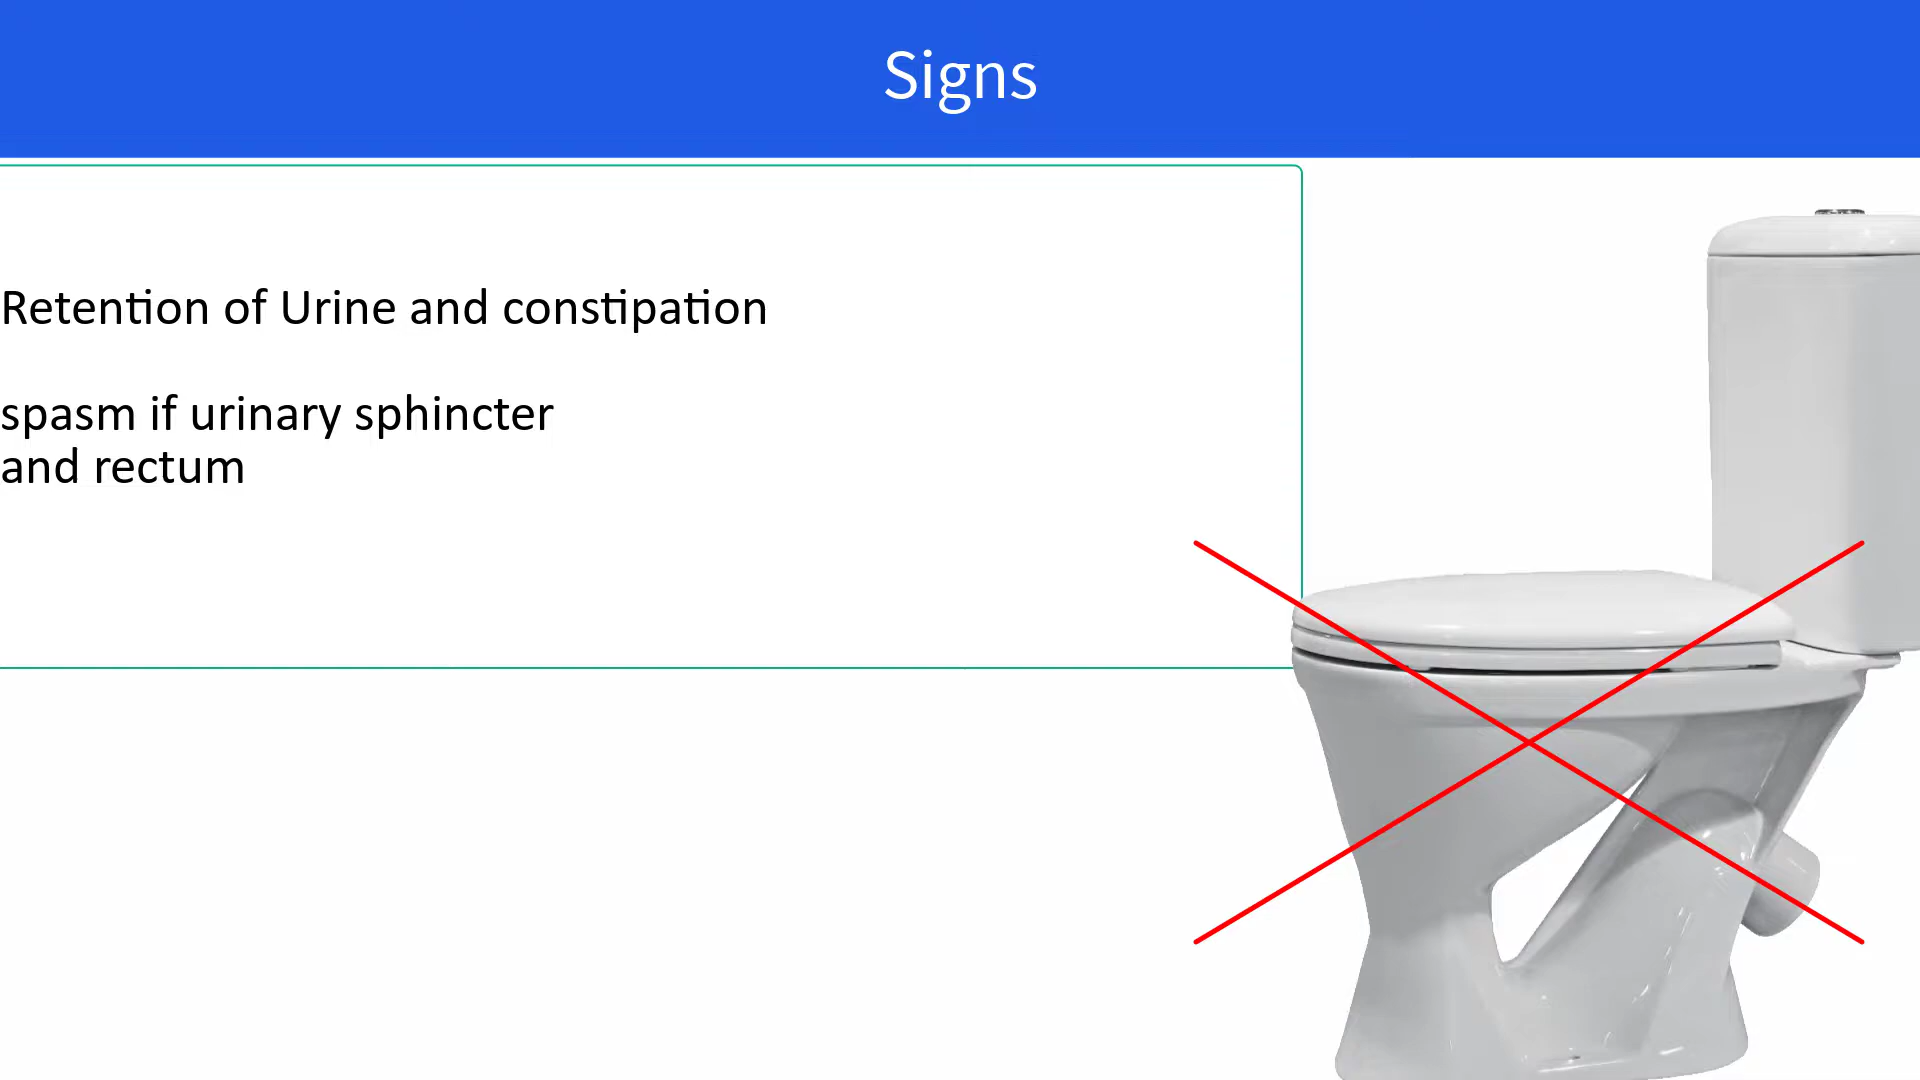 Signs
Retention of Urine and constipation
spasm if urinary sphincter
and rectum